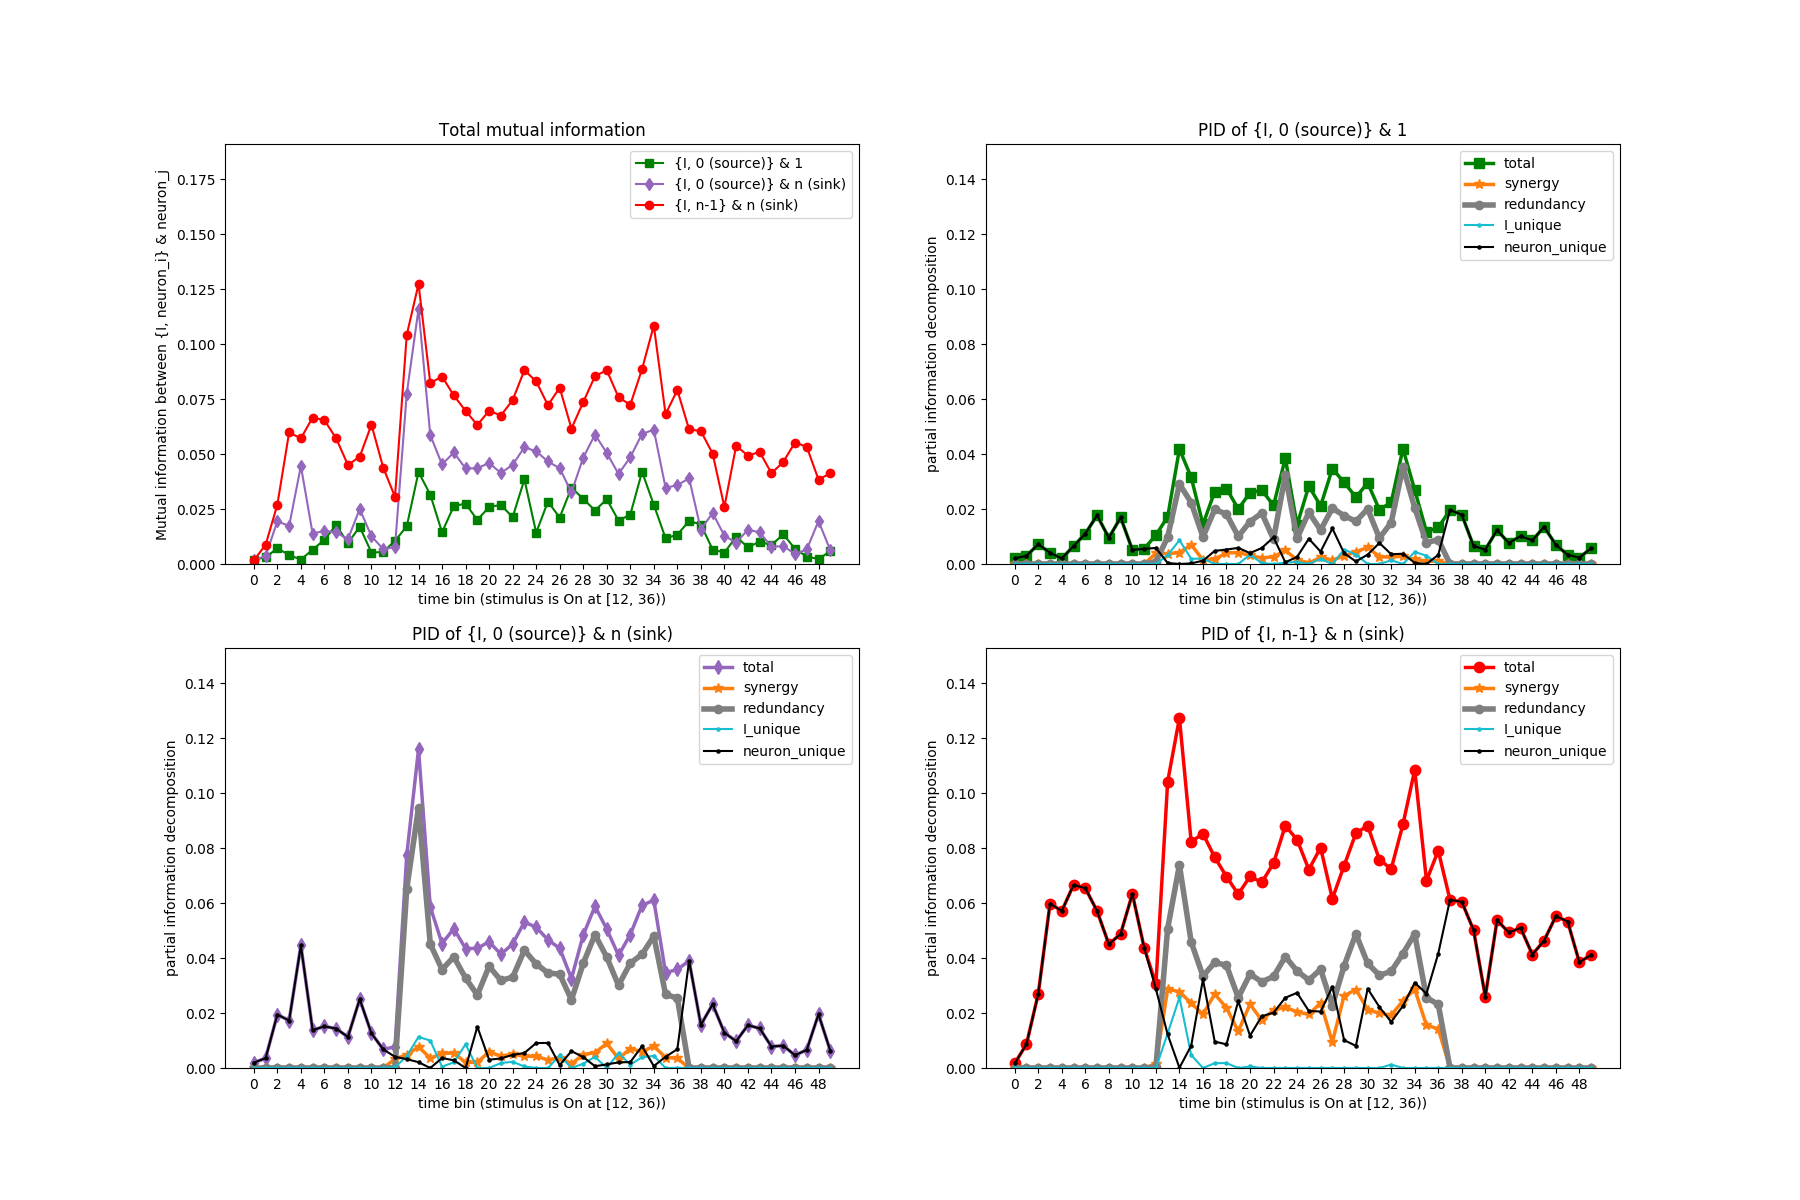 Total mutual information
Mutual information between {I, neuron_i} & neuron_j
0.175
0.150
0.125
0.100
0.075
0.050
0.025
0.000
{I, 0 (source)} & 1
{I, 0 (source)} & n (sink)
{I, n-1} & n (sink)
0 2 4 6 8 10 12 14 16 18 20 22 24 26 28 30 32 34 36 38 40 42 44 46 48
time bin (stimulus is On at [12, 36))
PID of {I, 0 (source)} & 1
partial information decomposition
0.14
0.12
0.10
0.08
0.06
0.04
0.02
0.00
total
synergy
redundancy
I_unique
neuron_unique
0 2 4 6 8 10 12 14 16 18 20 22 24 26 28 30 32 34 36 38 40 42 44 46 48
time bin (stimulus is On at [12, 36))
PID of {I, 0 (source)} & n (sink)
partial information decomposition
0.14
0.12
0.10
0.08
0.06
0.04
0.02
0.00
total
synergy
redundancy
I_unique
neuron_unique
0 2 4 6 8 10 12 14 16 18 20 22 24 26 28 30 32 34 36 38 40 42 44 46 48
time bin (stimulus is On at [12, 36))
PID of {I, n-1} & n (sink)
partial information decomposition
0.14
0.12
0.10
0.08
0.06
0.04
0.02
0.00
total
synergy
redundancy
I_unique
neuron_unique
0 2 4 6 8 10 12 14 16 18 20 22 24 26 28 30 32 34 36 38 40 42 44 46 48
time bin (stimulus is On at [12, 36))